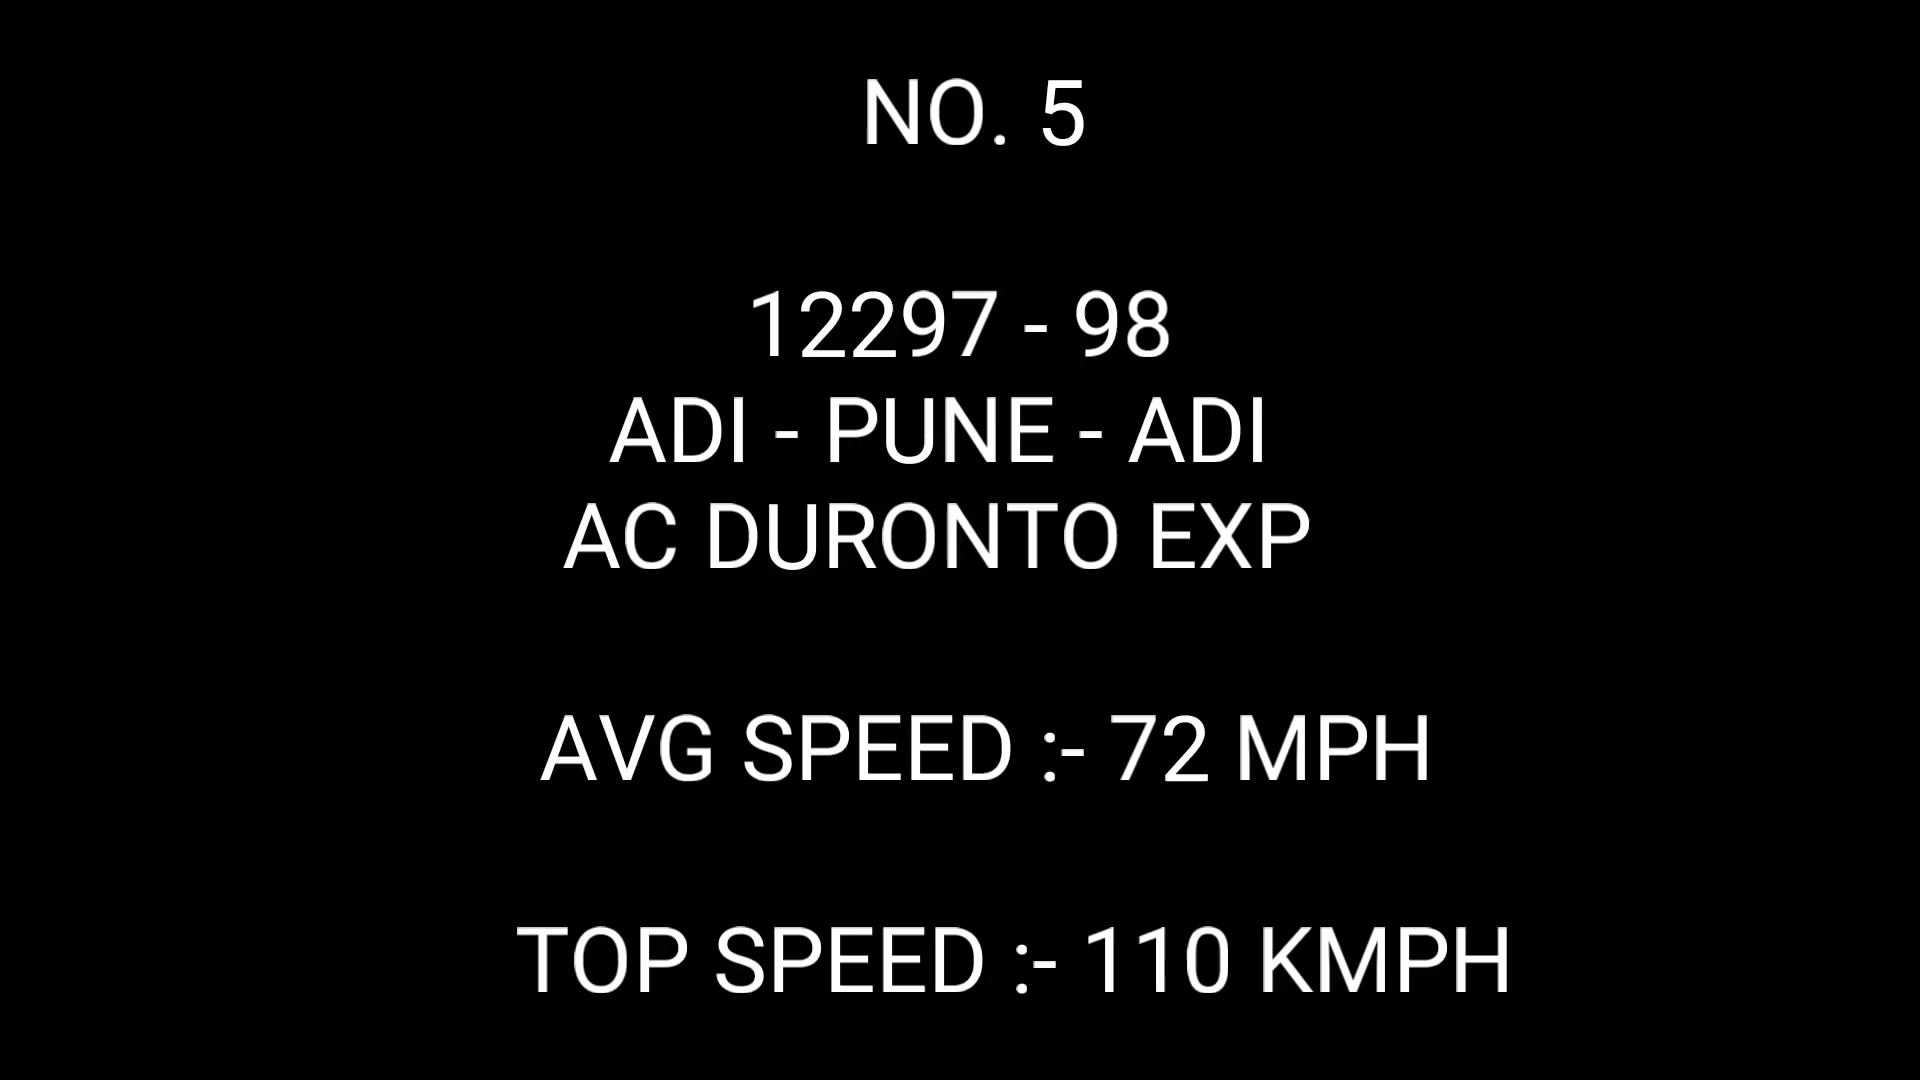 NO. 5
12297 - 98
ADI - PUNE - ADI
AC DURONTO EXP
AVG SPEED :- 72 MPH
TOP SPEED :- 110 KMPH